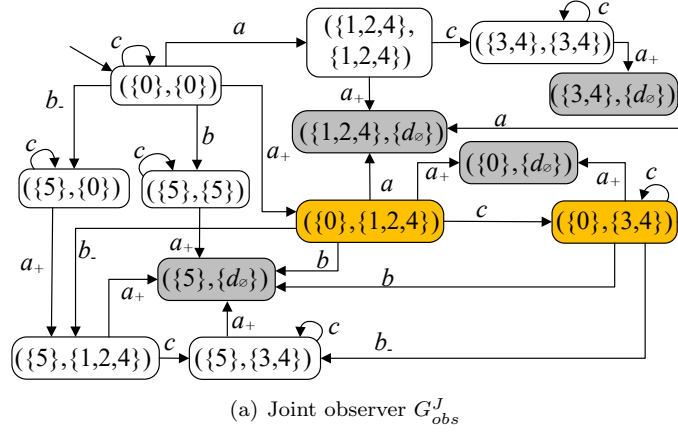 c
a
({1,2,4},
{1,2,4})
c
c
({3,4},{3,4})
({0},{0})
a₊
({3,4},{d∅})
b₋
b
a₊
a₊
({1,2,4},{d∅})
a
c
({5},{0})
c
({5},{5})
a
a₊
({0},{d∅})
a₊
c
({0},{1,2,4})
c
({0},{3,4})
a₊
b₋
a₊
b
b
({5},{d∅})
a₊
a₊
c
b₋
({5},{1,2,4})
c
({5},{3,4})
(a) Joint observer G^J_obs